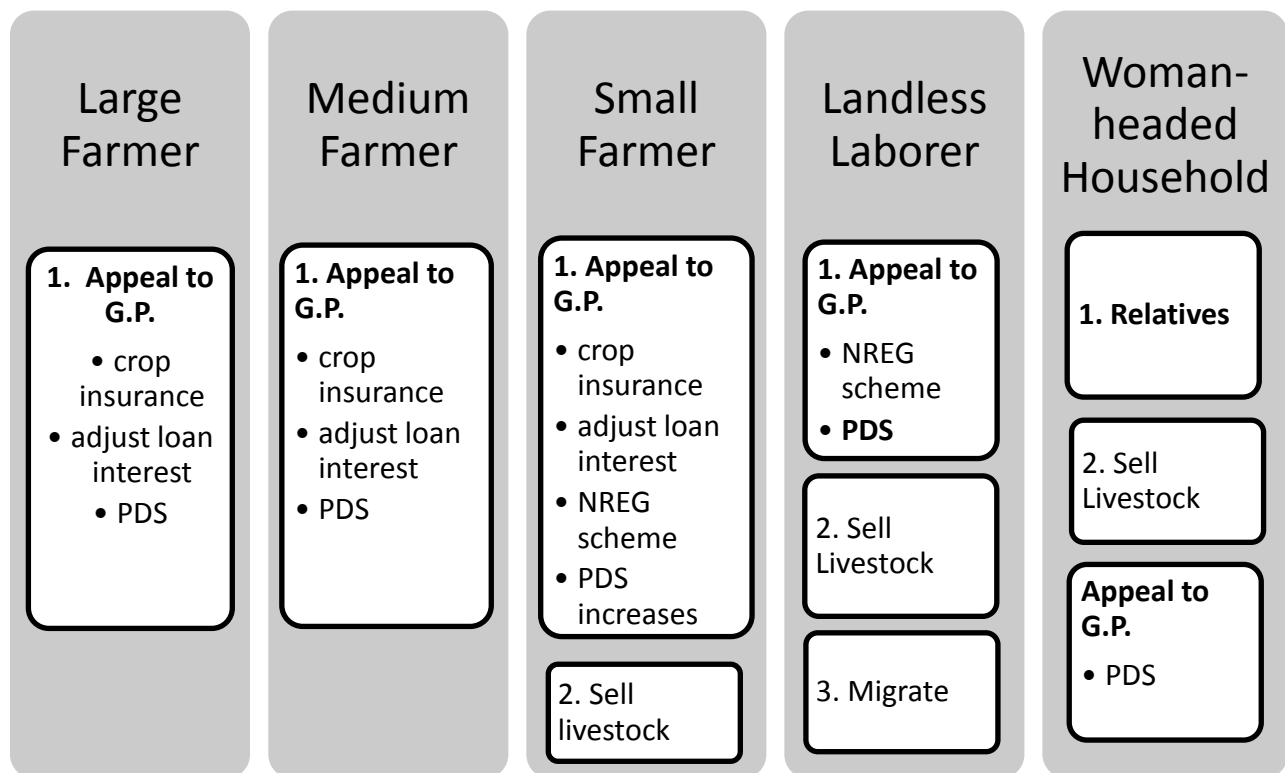 Large
Farmer
1. Appeal to
G.P.
• crop
insurance
• adjust loan
interest
• PDS
Medium
Farmer
1. Appeal to
G.P.
• crop
insurance
• adjust loan
interest
• PDS
Small
Farmer
1. Appeal to
G.P.
• crop
insurance
• adjust loan
interest
• NREG
scheme
• PDS
increases
2. Sell
livestock
Landless
Laborer
1. Appeal to
G.P.
• NREG
scheme
• PDS
2. Sell
Livestock
3. Migrate
Woman-
headed
Household
1. Relatives
2. Sell
Livestock
Appeal to
G.P.
• PDS